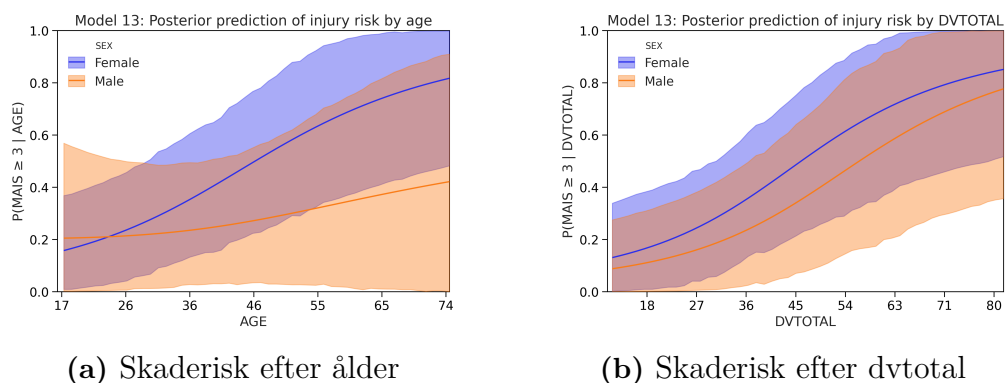 Model 13: Posterior prediction of injury risk by age
P(MAIS ≥ 3 | AGE)
1.0
0.8
0.6
0.4
0.2
0.0
SEX
Female
Male
17 26 36 46 55 65 74
AGE
(a) Skaderisk efter ålder
Model 13: Posterior prediction of injury risk by DVTOTAL
P(MAIS ≥ 3 | DVTOTAL)
1.0
0.8
0.6
0.4
0.2
0.0
SEX
Female
Male
18 27 36 45 54 63 71 80
DVTOTAL
(b) Skaderisk efter dvtotal